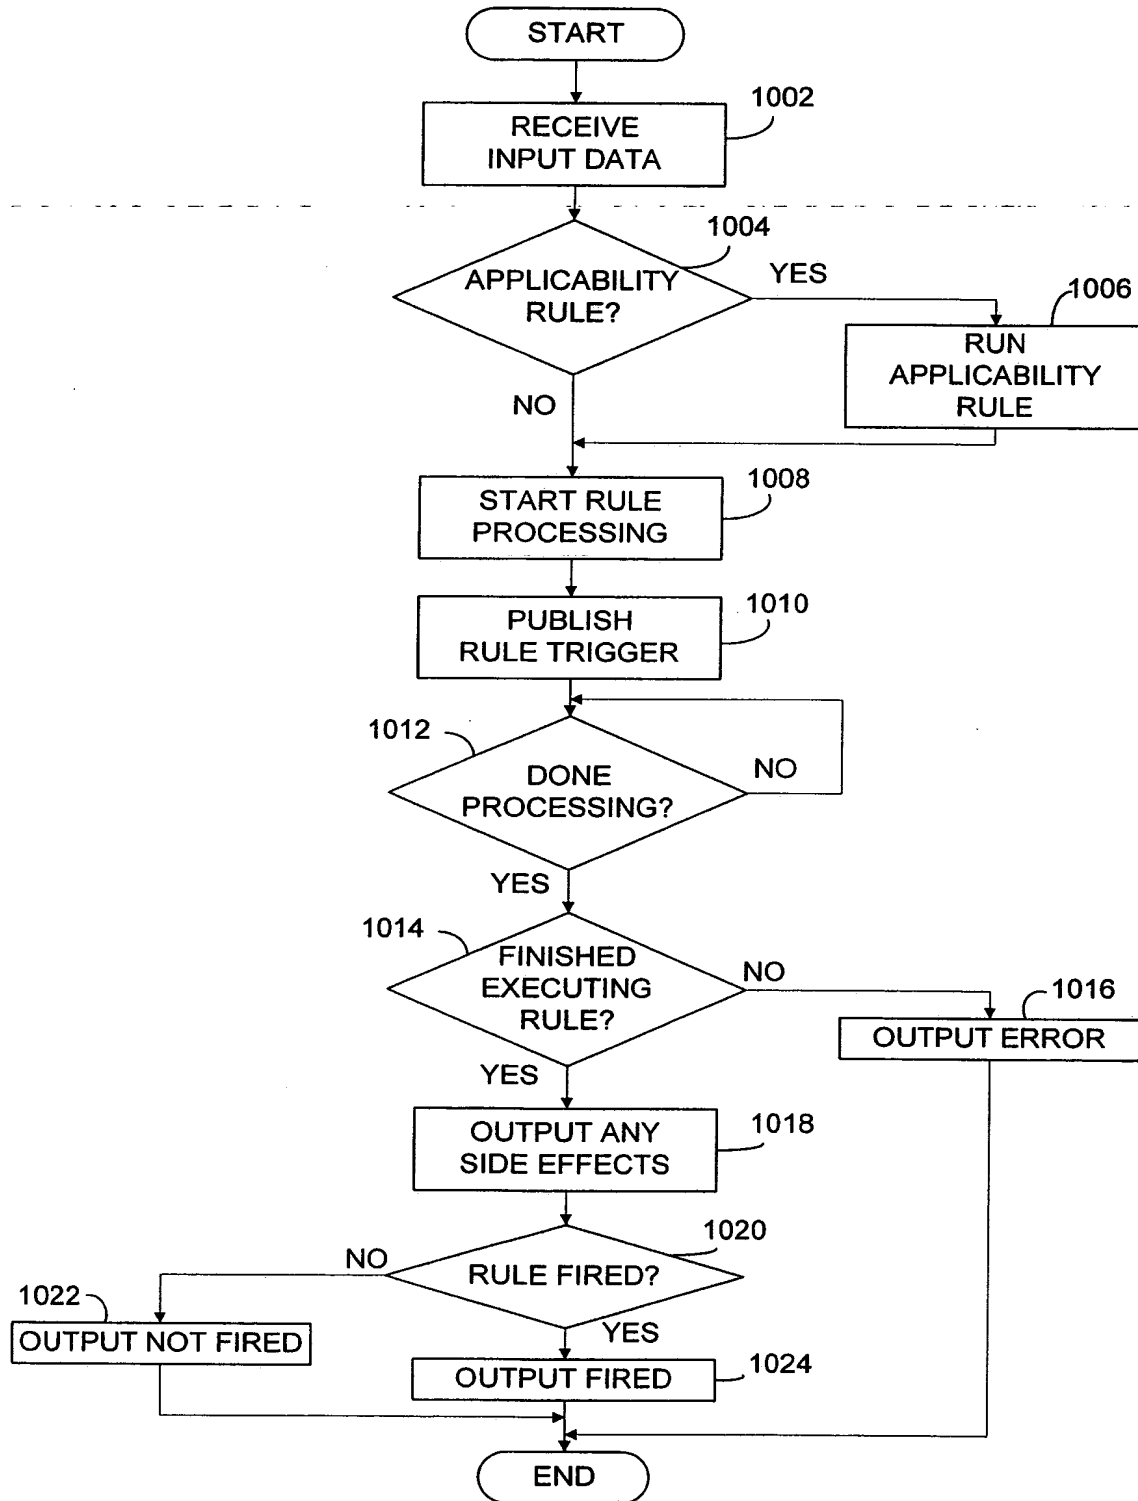 START
1002
RECEIVE
INPUT DATA
1004
APPLICABILITY
RULE?
YES
1006
RUN
APPLICABILITY
RULE
NO
1008
START RULE
PROCESSING
1010
PUBLISH
RULE TRIGGER
1012
DONE
PROCESSING?
NO
YES
1014
FINISHED
EXECUTING
RULE?
NO
1016
OUTPUT ERROR
YES
1018
OUTPUT ANY
SIDE EFFECTS
1020
RULE FIRED?
NO
1022
OUTPUT NOT FIRED
YES
1024
OUTPUT FIRED
END